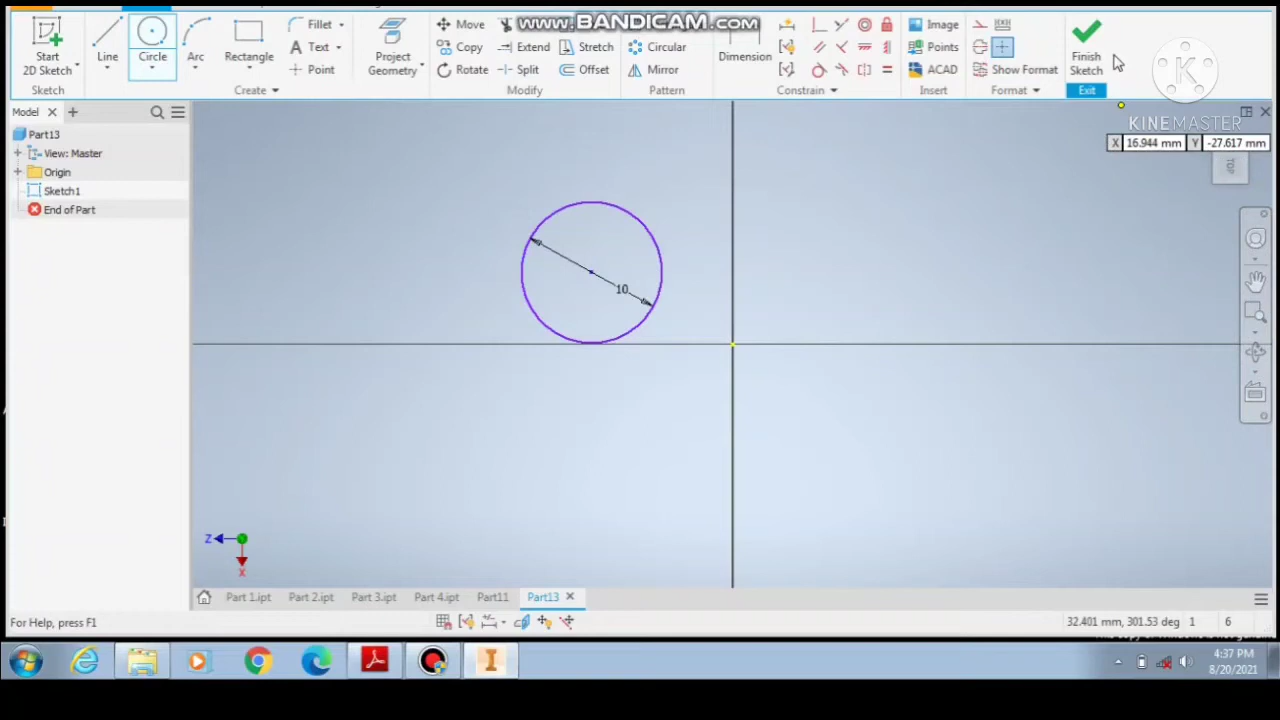 www.BANDICAM.com
Start
2D Sketch
Line
Circle
Arc
Rectangle
Fillet
Text
Point
Project
Geometry
Move
Copy
Rotate
Extend
Split
Stretch
Offset
Circular
Mirror
Dimension
Image
Points
ACAD
Show Format
Finish
Sketch
Sketch
Create
Modify
Pattern
Constrain
Insert
Format
Exit
K
KINEMASTER
Model
X 16.944 mm Y -27.617 mm
Part13
View: Master
Origin
Sketch1
End of Part
TOP
10
Z
X
Part 1.ipt Part 2.ipt Part 3.ipt Part 4.ipt Part11 Part13
For Help, press F1
32.401 mm, 301.53 deg 1 6
4:37 PM
8/20/2021